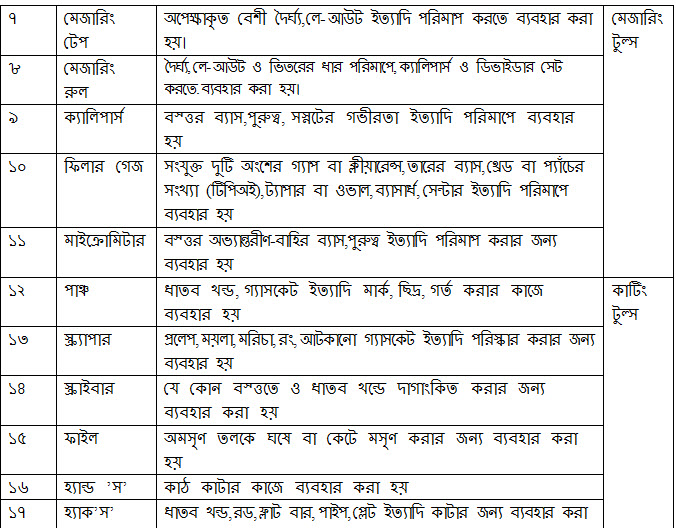 ৭ মেজারিং টেপ অপেক্ষাকৃত বেশী দৈর্ঘ্য,লে- আউট ইত্যাদি পরিমাপ করতে ব্যবহার করা হয়। মেজারিং টুল্স
৮ মেজারিং রুল দৈর্ঘ্য,লে-আউট ও ভিতরের ধার পরিমাপে,ক্যালিপার্স ও ডিভাইডার সেট করতে.ব্যবহার করা হয়।
৯ ক্যালিপার্স বস্তুর ব্যাস,পুরুত্ব, সস্নটের গভীরতা ইত্যাদি পরিমাপে ব্যবহার হয়
১০ ফিলার গেজ সংযুক্ত দুটি অংশের গ্যাপ বা ক্লীয়ারেন্স,তারের ব্যাস,থ্রেড বা প্যাঁচের সংখ্যা (টিপিঅই),ট্যাপার বা ওভাল,ব্যাসার্ধ,সেন্টার ইত্যাদি পরিমাপে ব্যবহার হয়
১১ মাইক্রোমিটার বস্তুর অভ্যান্তরীণ-বাহির ব্যাস,পুরুত্ব ইত্যাদি পরিমাপ করার জন্য ব্যবহার হয়
১২ পাঞ্চ ধাতব খন্ড, গ্যাসকেট ইত্যাদি মার্ক, ছিদ্র, গর্ত করার কাজে ব্যবহার হয় কাটিং টুল্স
১৩ স্ক্র্যাপার প্রলেপ,ময়লা,মরিচা,রং,আটকানো গ্যাসকেট ইত্যাদি পরিস্কার করার জন্য ব্যবহার হয়
১৪ স্ক্রাইবার যে কোন বস্ত্ততে ও ধাতব খন্ডে দাগাংকিত করার জন্য ব্যবহার করা হয়
১৫ ফাইল অমসৃণ তলকে ঘষে বা কেটে মসৃণ করার জন্য ব্যবহার করা হয়
১৬ হ্যান্ড ’স’ কাঠ কাটার কাজে ব্যবহার করা হয়
১৭ হ্যাক’স’ ধাতব খন্ড,রড,ফ্লাট বার,পাইপ,প্লেট ইত্যাদি কাটার জন্য ব্যবহার করা